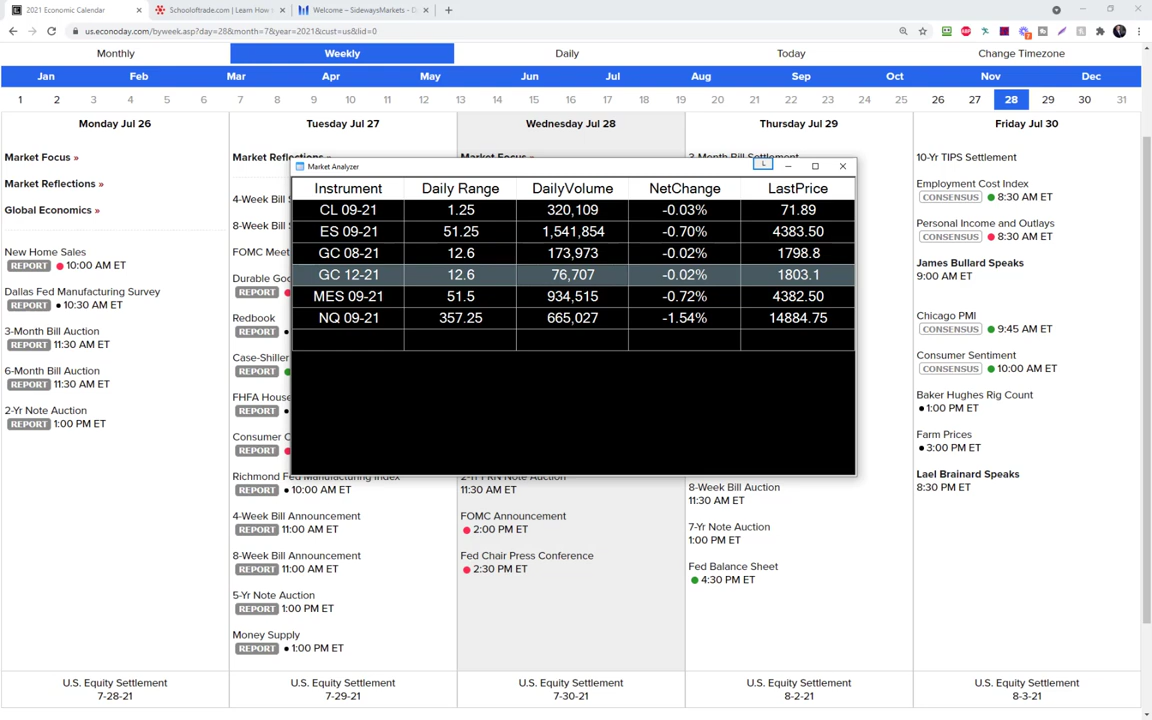 2021 Economic Calendar
Schooloftrade.com | Learn How
Welcome – SidewaysMarkets - D
us.econoday.com/byweek.asp?day=28&month=7&year=2021&cust=us&lid=0
Monthly Weekly Daily Today Change Timezone
Jan Feb Mar Apr May Jun Jul Aug Sep Oct Nov Dec
1 2 3 4 5 6 7 8 9 10 11 12 13 14 15 16 17 18 19 20 21 22 23 24 25 26 27 28 29 30 31
Monday Jul 26
Market Focus »
Market Reflections »
Global Economics »
New Home Sales
REPORT 10:00 AM ET
Dallas Fed Manufacturing Survey
REPORT 10:30 AM ET
3-Month Bill Auction
REPORT 11:30 AM ET
6-Month Bill Auction
REPORT 11:30 AM ET
2-Yr Note Auction
REPORT 1:00 PM ET
U.S. Equity Settlement
7-28-21
Tuesday Jul 27
Market Reflections »
4-Week Bill S
8-Week Bill S
FOMC Meet
Durable Goo
REPORT
Redbook
REPORT
Case-Shiller
REPORT
FHFA House
REPORT
Consumer C
REPORT
Richmond Fed Manufacturing Index
REPORT 10:00 AM ET
4-Week Bill Announcement
REPORT 11:00 AM ET
8-Week Bill Announcement
REPORT 11:00 AM ET
5-Yr Note Auction
REPORT 1:00 PM ET
Money Supply
REPORT 1:00 PM ET
U.S. Equity Settlement
7-29-21
Market Analyzer
L
Instrument Daily Range DailyVolume NetChange LastPrice
CL 09-21 1.25 320,109 -0.03% 71.89
ES 09-21 51.25 1,541,854 -0.70% 4383.50
GC 08-21 12.6 173,973 -0.02% 1798.8
GC 12-21 12.6 76,707 -0.02% 1803.1
MES 09-21 51.5 934,515 -0.72% 4382.50
NQ 09-21 357.25 665,027 -1.54% 14884.75
Wednesday Jul 28
Market Focus »
2-Yr FRN Note Auction
11:30 AM ET
FOMC Announcement
2:00 PM ET
Fed Chair Press Conference
2:30 PM ET
U.S. Equity Settlement
7-30-21
Thursday Jul 29
3-Month Bill Settlement
8-Week Bill Auction
11:30 AM ET
7-Yr Note Auction
1:00 PM ET
Fed Balance Sheet
4:30 PM ET
U.S. Equity Settlement
8-2-21
Friday Jul 30
10-Yr TIPS Settlement
Employment Cost Index
CONSENSUS 8:30 AM ET
Personal Income and Outlays
CONSENSUS 8:30 AM ET
James Bullard Speaks
9:00 AM ET
Chicago PMI
CONSENSUS 9:45 AM ET
Consumer Sentiment
CONSENSUS 10:00 AM ET
Baker Hughes Rig Count
1:00 PM ET
Farm Prices
3:00 PM ET
Lael Brainard Speaks
8:30 PM ET
U.S. Equity Settlement
8-3-21